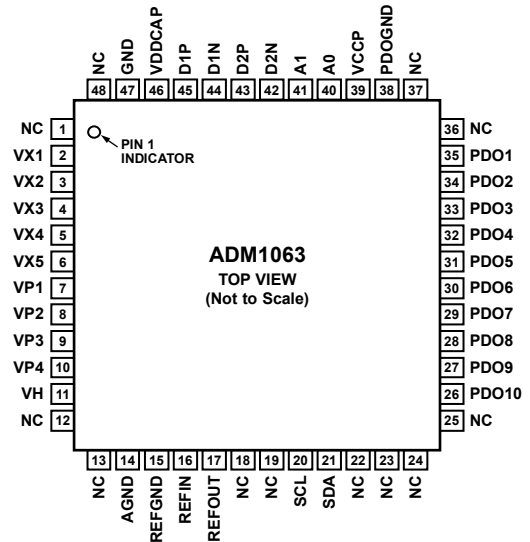 NC GND VDDCAP D1P D1N D2P D2N A1 A0 VCCP PDOGND NC
48 47 46 45 44 43 42 41 40 39 38 37
NC 1
VX1 2
VX2 3
VX3 4
VX4 5
VX5 6
VP1 7
VP2 8
VP3 9
VP4 10
VH 11
NC 12
PIN 1
INDICATOR
ADM1063
TOP VIEW
(Not to Scale)
36 NC
35 PDO1
34 PDO2
33 PDO3
32 PDO4
31 PDO5
30 PDO6
29 PDO7
28 PDO8
27 PDO9
26 PDO10
25 NC
13 14 15 16 17 18 19 20 21 22 23 24
NC AGND REFGND REFIN REFOUT NC NC SCL SDA NC NC NC